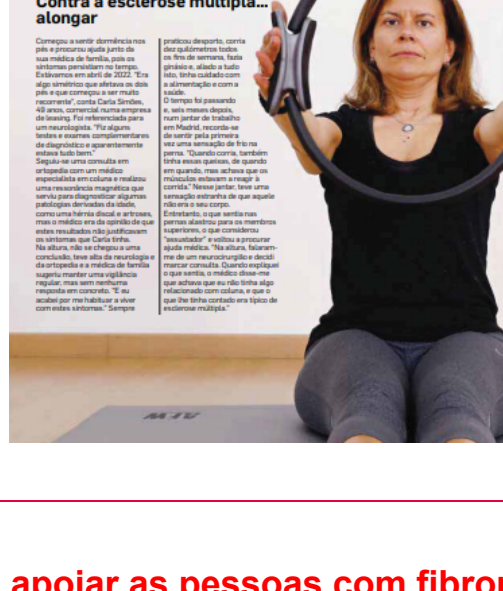 Contra a esclerose múltipla...
alongar
Começou a sentir dormência nos
pés e procurou ajuda junto da
sua médica de família, pois os
sintomas persistiam no tempo.
Estávamos em abril de 2022. "Era
algo simétrico que afetava os dois
pés e que começou a ser muito
recorrente", conta Carla Simões,
49 anos, comercial numa empresa
de leasing. Foi referenciada para
um neurologista. "Fiz alguns
testes e exames complementares
de diagnóstico e aparentemente
estava tudo bem."
Seguiu-se uma consulta em
ortopedia com um médico
especialista em coluna e realizou
uma ressonância magnética que
serviu para diagnosticar algumas
patologias derivadas da idade,
como uma hérnia discal e artroses,
mas o médico era da opinião de que
estes resultados não justificavam
os sintomas que Carla tinha.
Na altura, não se chegou a uma
conclusão, teve alta da neurologia e
da ortopedia e a médica de família
sugeriu manter uma vigilância
regular, mas sem nenhuma
resposta em concreto. "E eu
acabei por me habituar a viver
com estes sintomas." Sempre
praticou desporto, corria
dez quilómetros todos
os fins de semana, fazia
ginásio e, aliado a tudo
isto, tinha cuidado com
a alimentação e com a
saúde.
O tempo foi passando
e, seis meses depois,
num jantar de trabalho
em Madrid, recorda-se
de sentir pela primeira
vez uma sensação de frio na
perna. "Quando corria, também
tinha essas queixas, de quando
em quando, mas achava que os
músculos estavam a reagir à
corrida." Nesse jantar, teve uma
sensação estranha de que aquele
não era o seu corpo.
Entretanto, o que sentia nas
pernas alastrou para os membros
superiores, o que considerou
"assustador" e voltou a procurar
ajuda médica. "Na altura, falaram-
me de um neurocirurgião e decidi
marcar consulta. Quando expliquei
o que sentia, o médico disse-me
que achava que eu não tinha algo
relacionado com coluna, e que o
que lhe tinha contado era típico de
esclerose múltipla."
apoiar as pessoas com fibro